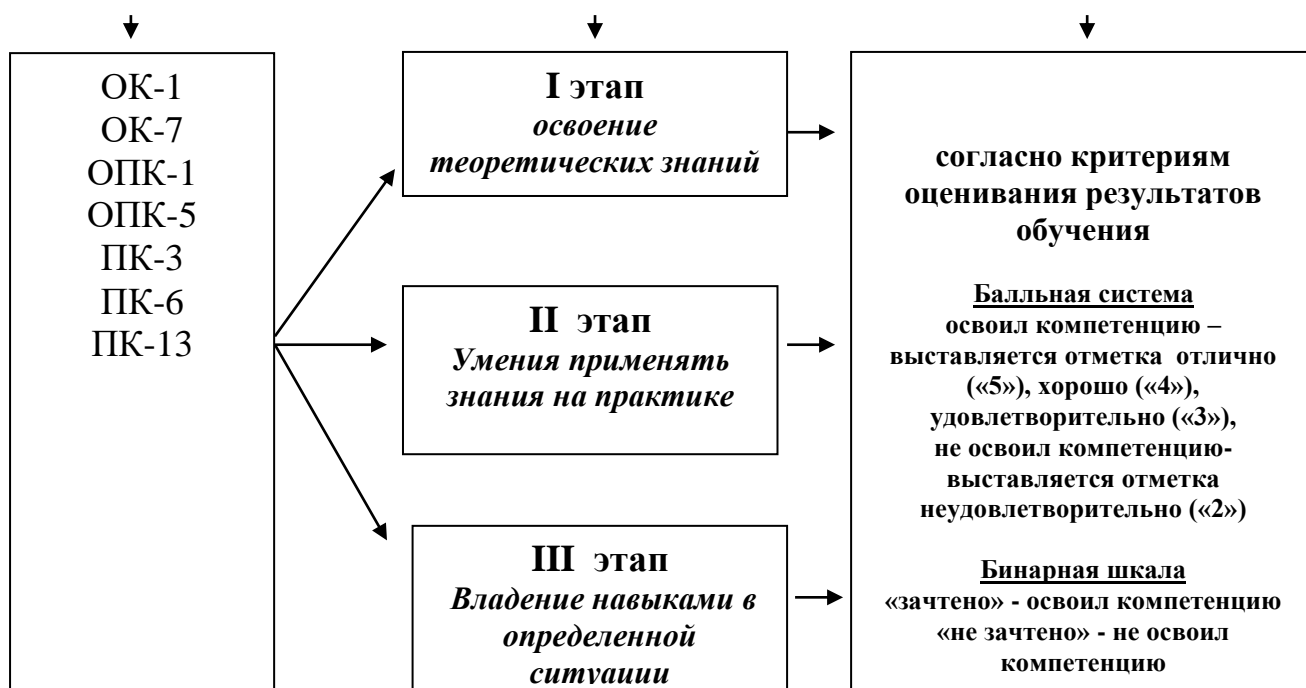 ОК-1
ОК-7
ОПК-1
ОПК-5
ПК-3
ПК-6
ПК-13
I этап
освоение
теоретических знаний
II этап
Умения применять
знания на практике
III этап
Владение навыками в
определенной
ситуации
согласно критериям
оценивания результатов
обучения
Балльная система
освоил компетенцию –
выставляется отметка отлично
(«5»), хорошо («4»),
удовлетворительно («3»),
не освоил компетенцию-
выставляется отметка
неудовлетворительно («2»)
Бинарная шкала
«зачтено» - освоил компетенцию
«не зачтено» - не освоил
компетенцию